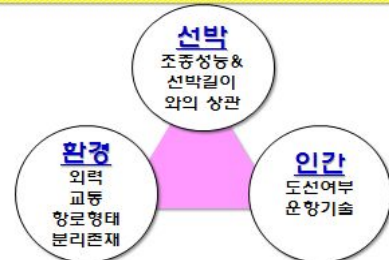 선박
조종성능&
선박길이
와의 상관
환경
외력
교통
항로형태
분리존재
인간
도선여부
운항기술